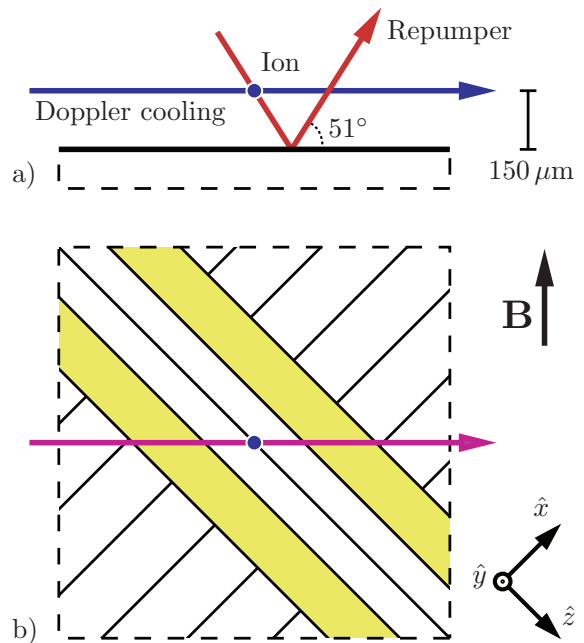 Repumper
Ion
Doppler cooling
51°
150 μm
a)
B
x̂
ŷ
ẑ
b)